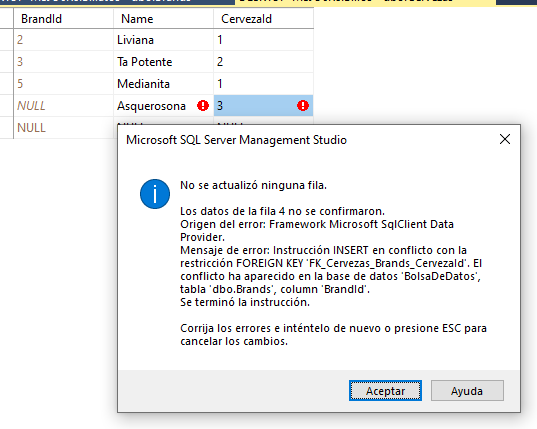 BrandId Name CervezaId
2 Liviana 1
3 Ta Potente 2
5 Medianita 1
NULL Asquerosona 3
NULL
Microsoft SQL Server Management Studio
No se actualizó ninguna fila.
Los datos de la fila 4 no se confirmaron.
Origen del error: Framework Microsoft SqlClient Data
Provider.
Mensaje de error: Instrucción INSERT en conflicto con la
restricción FOREIGN KEY 'FK_Cervezas_Brands_CervezaId'. El
conflicto ha aparecido en la base de datos 'BolsaDeDatos',
tabla 'dbo.Brands', column 'BrandId'.
Se terminó la instrucción.
Corrija los errores e inténtelo de nuevo o presione ESC para
cancelar los cambios.
Aceptar Ayuda